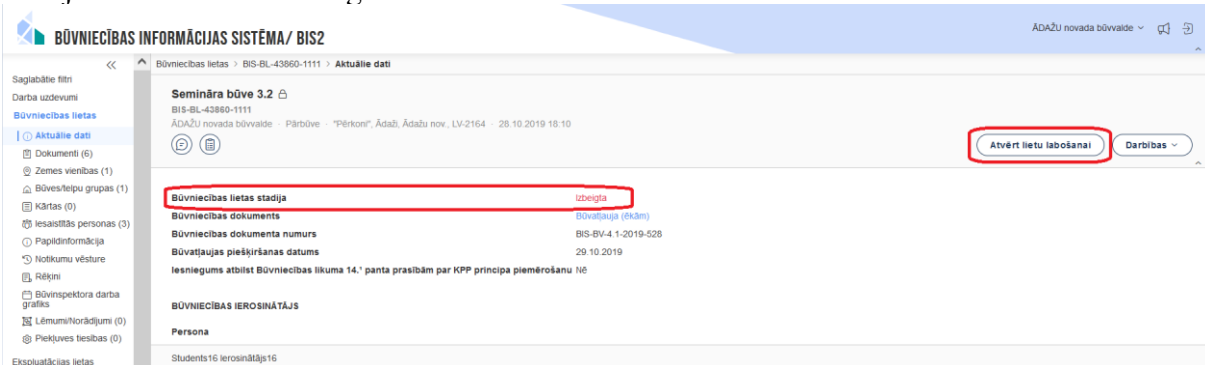 BŪVNIECĪBAS INFORMĀCIJAS SISTĒMA/ BIS2
ĀDAŽU novada būvvalde
Saglabātie filtri
Darba uzdevumi
Būvniecības lietas
Aktuālie dati
Dokumenti (6)
Zemes vienības (1)
Būves/telpu grupas (1)
Kārtas (0)
Iesaistītās personas (3)
Papildinformācija
Notikumu vēsture
Rēķini
Būvinspektora darba
grafiks
Lēmumi/Norādījumi (0)
Piekļuves tiesības (0)
Ekspluatācijas lietas
Būvniecības lietas > BIS-BL-43860-1111 > Aktuālie dati
Semināra būve 3.2
BIS-BL-43860-1111
ĀDAŽU novada būvvalde - Pārbūve - "Pērkoni", Ādaži, Ādažu nov., LV-2164 - 28.10.2019 18:10
Atvērt lietu labošanai
Darbības
Būvniecības lietas stadija Izbeigta
Būvniecības dokuments Būvatļauja (ēkām)
Būvniecības dokumenta numurs BIS-BV-4.1-2019-528
Būvatļaujas piešķiršanas datums 29.10.2019
Iesniegums atbilst Būvniecības likuma 14.¹ panta prasībām par KPP principa piemērošanu Nē
BŪVNIECĪBAS IEROSINĀTĀJS
Persona
Students16 Ierosinātājs16